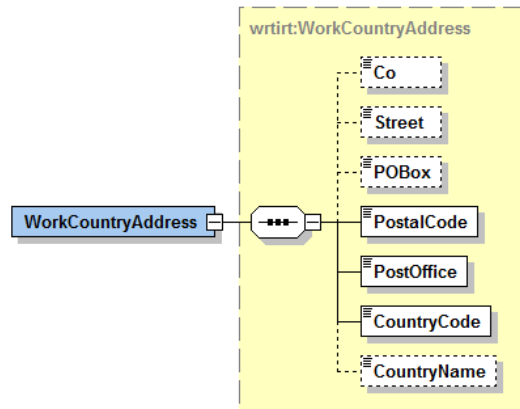 wrtirt:WorkCountryAddress
Co
Street
POBox
WorkCountryAddress
PostalCode
PostOffice
CountryCode
CountryName